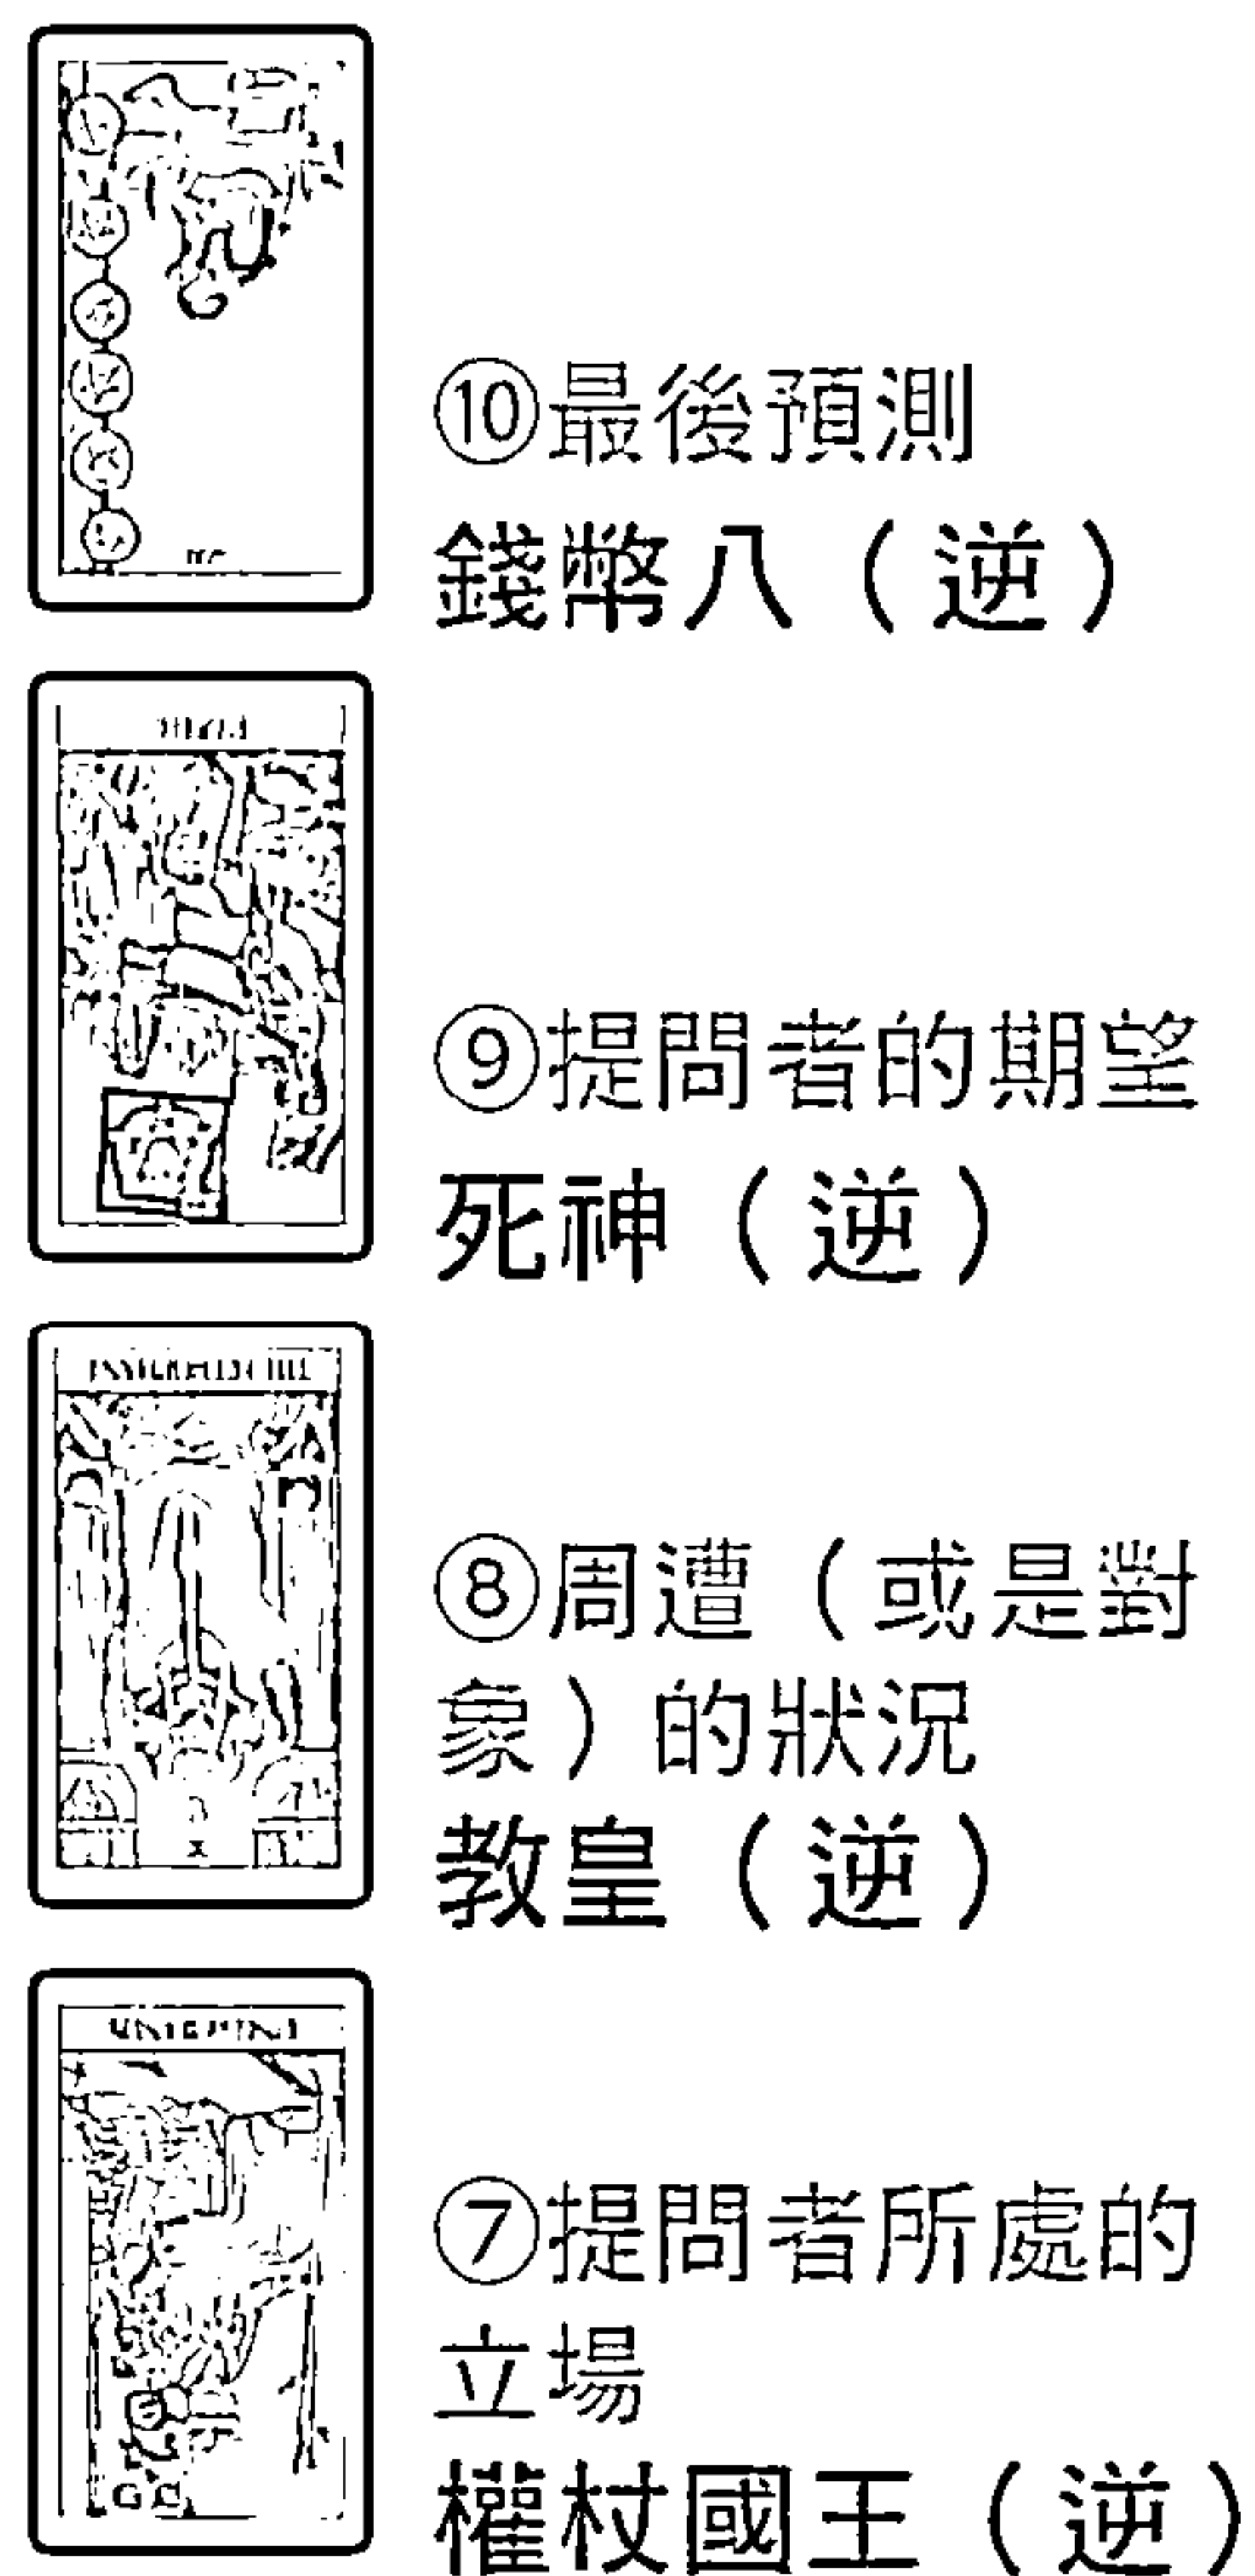 ⑩最後預測
錢幣八（逆）
⑨提問者的期望
死神（逆）
⑧周遭（或是對
象）的狀況
教皇（逆）
⑦提問者所處的
立場
權杖國王（逆）